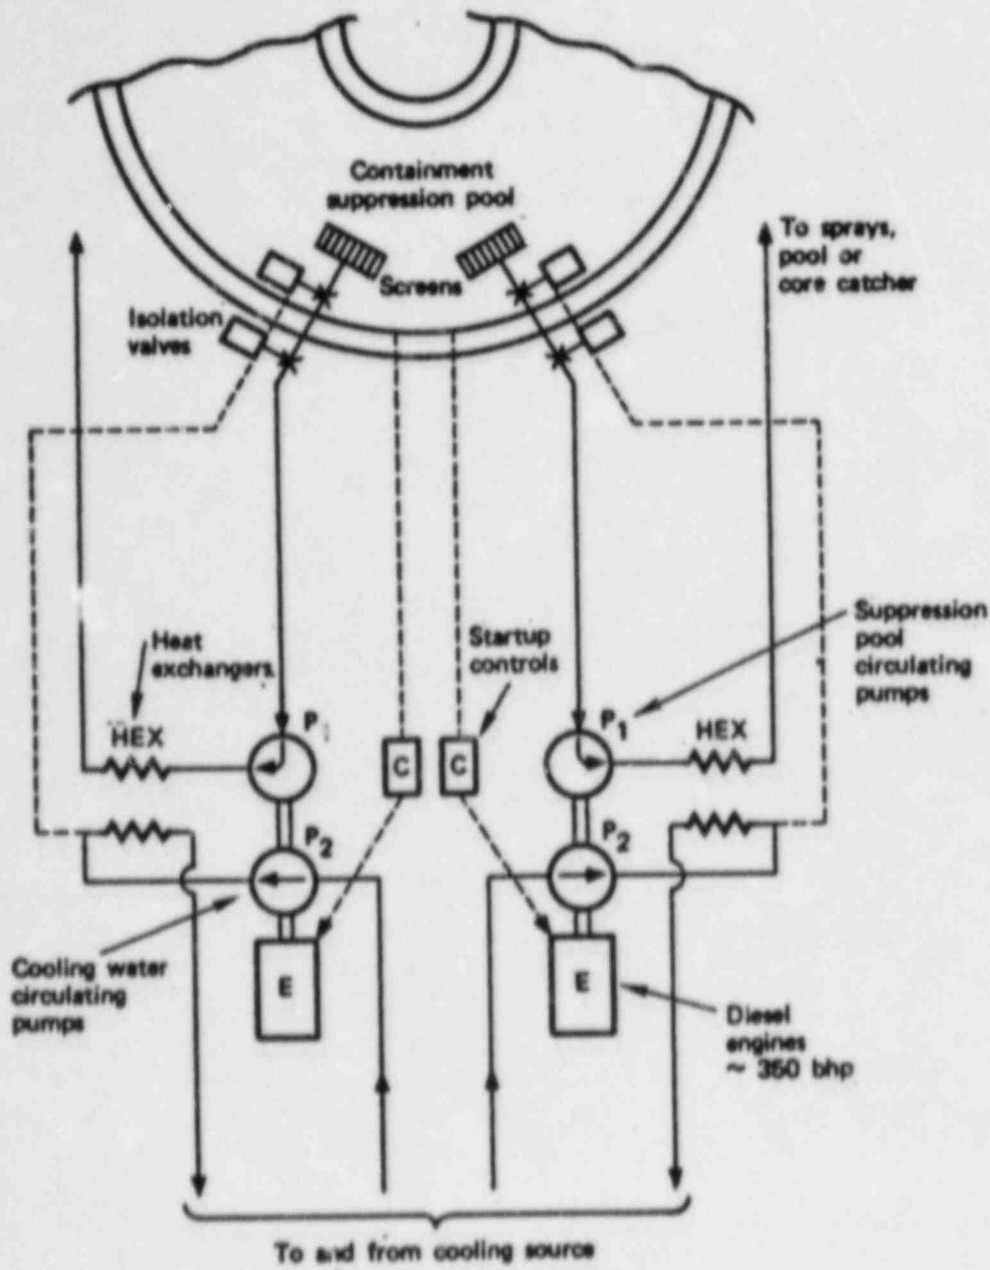 Containment
suppression pool
Screens
Isolation
valves
To sprays,
pool or
core catcher
Heat
exchangers
Startup
controls
Suppression
pool
circulating
pumps
HEX
P
C
C
P1
HEX
P2
P2
Cooling water
circulating
pumps
E
E
Diesel
engines
~ 350 bhp
To and from cooling source